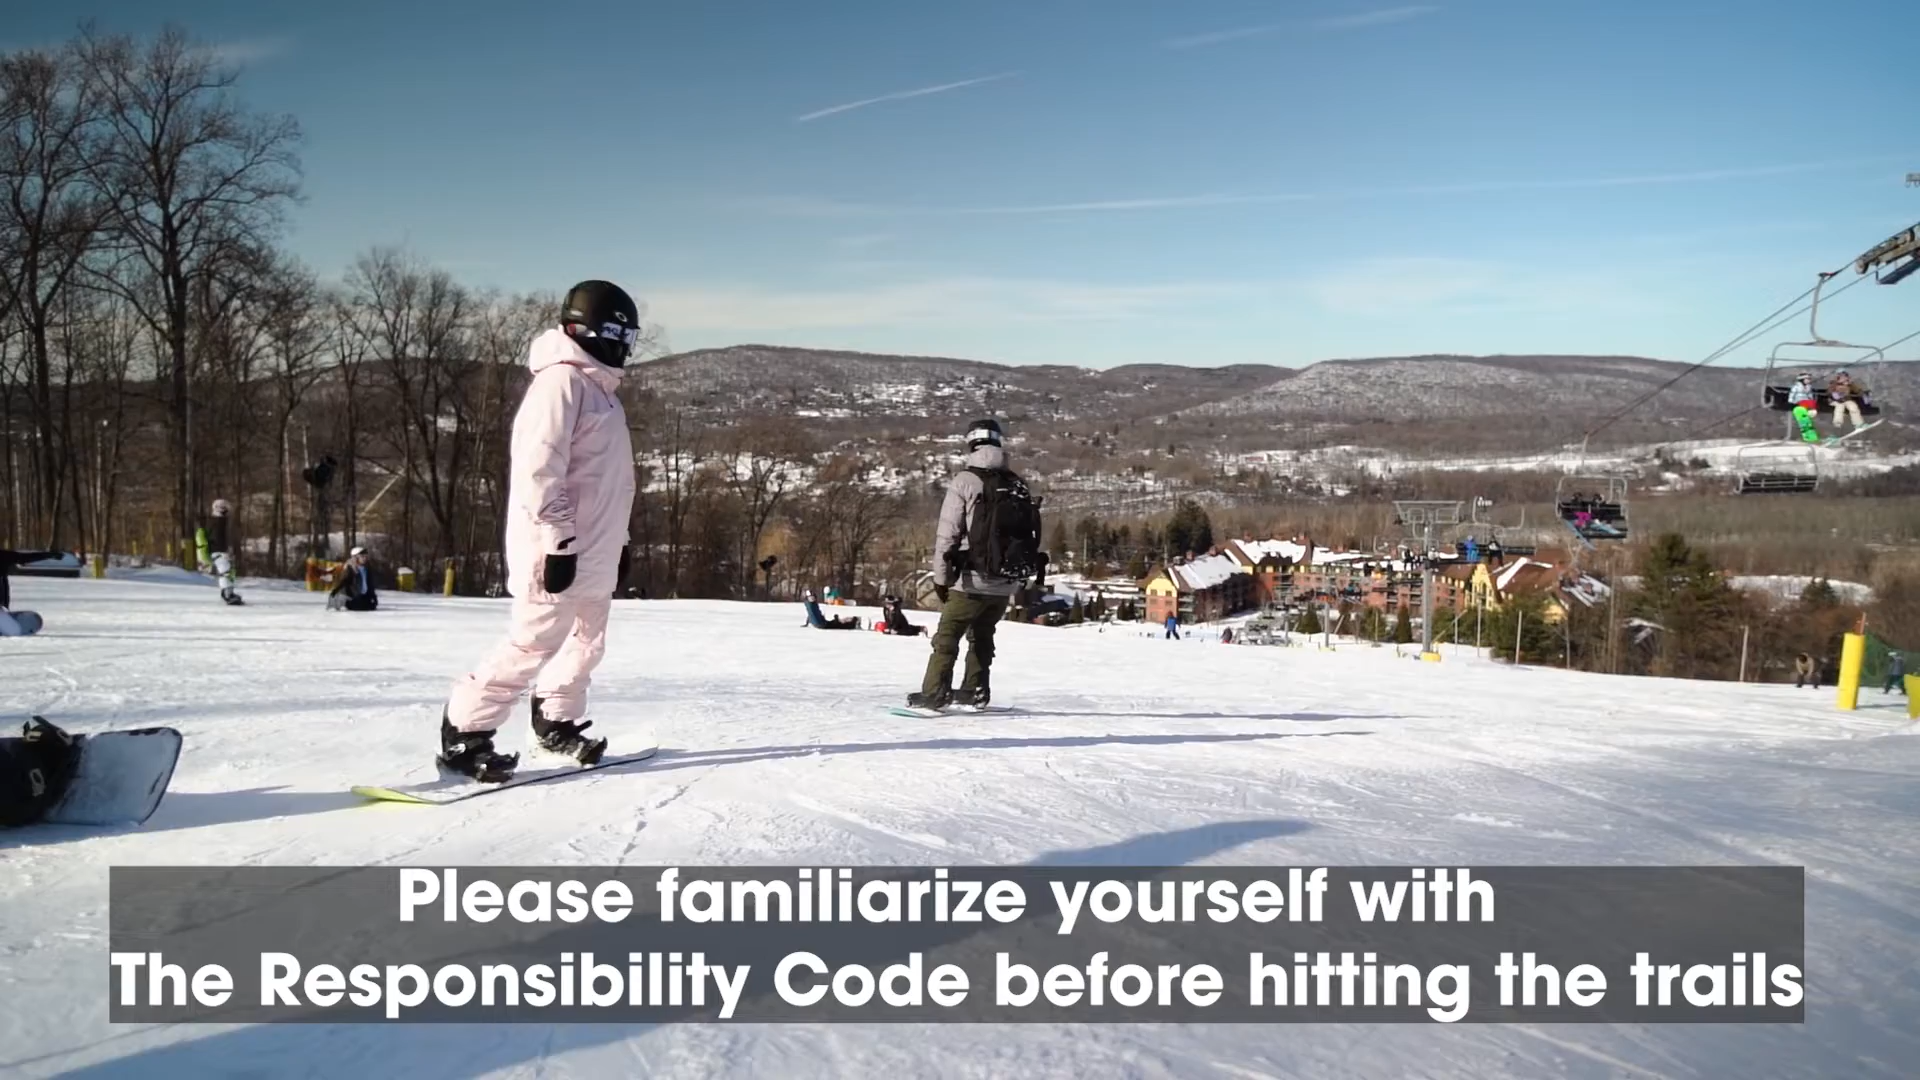 Please familiarize yourself with
The Responsibility Code before hitting the trails